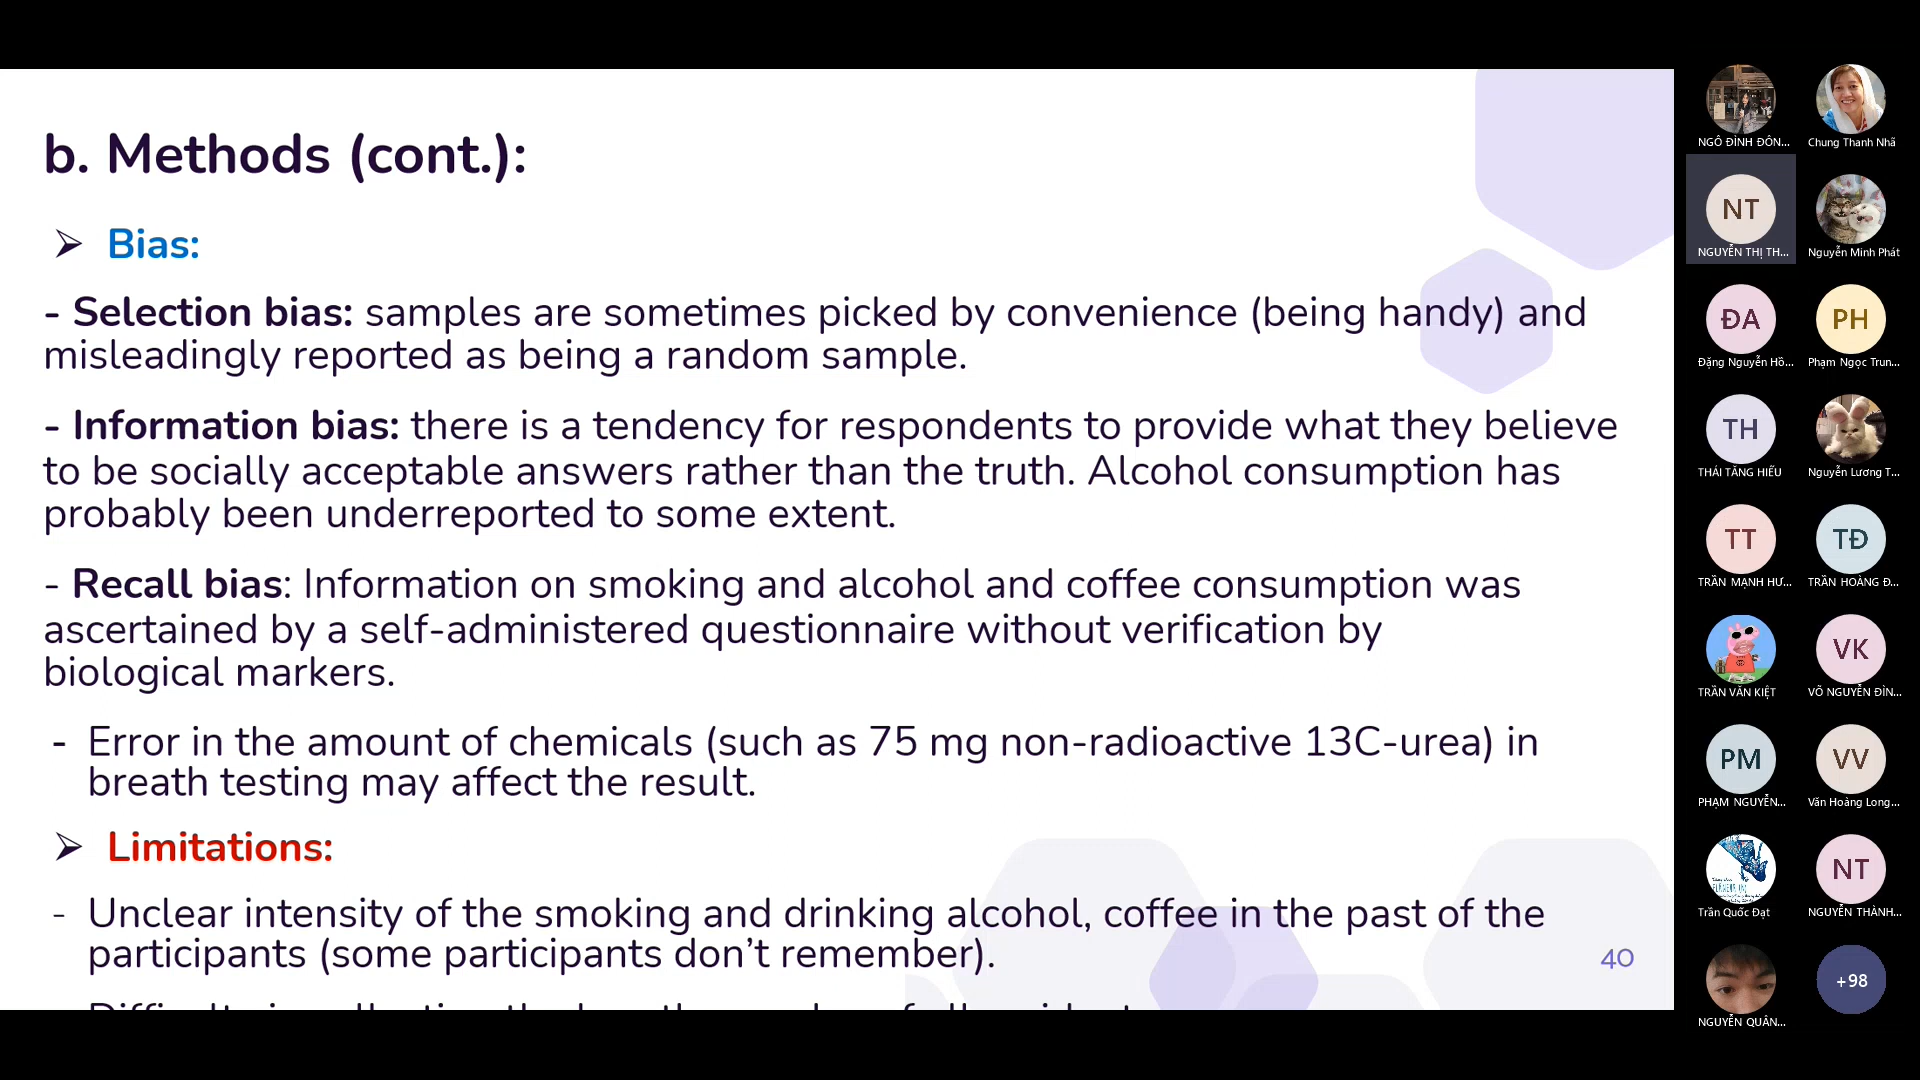 b. Methods (cont.):
➢ Bias:
- Selection bias: samples are sometimes picked by convenience (being handy) and
misleadingly reported as being a random sample.
- Information bias: there is a tendency for respondents to provide what they believe
to be socially acceptable answers rather than the truth. Alcohol consumption has
probably been underreported to some extent.
- Recall bias: Information on smoking and alcohol and coffee consumption was
ascertained by a self-administered questionnaire without verification by
biological markers.
- Error in the amount of chemicals (such as 75 mg non-radioactive 13C-urea) in
breath testing may affect the result.
➢ Limitations:
- Unclear intensity of the smoking and drinking alcohol, coffee in the past of the
participants (some participants don't remember).
40
NGÔ ĐÌNH ĐÔN...
Chung Thanh Nhã
NT
NGUYỄN THỊ TH...
Nguyễn Minh Phát
ĐA
Đặng Nguyễn Hồ...
PH
Phạm Ngọc Trun...
TH
THÁI TĂNG HIẾU
Nguyễn Lương T...
TT
TRẦN MẠNH HƯ...
TĐ
TRẦN HOÀNG Đ...
TRẦN VĂN KIỆT
VK
VÕ NGUYỄN ĐÌN...
PM
PHẠM NGUYỄN...
VV
Văn Hoàng Long...
Trần Quốc Đạt
NT
NGUYỄN THÀNH...
NGUYỄN QUÂN...
+98